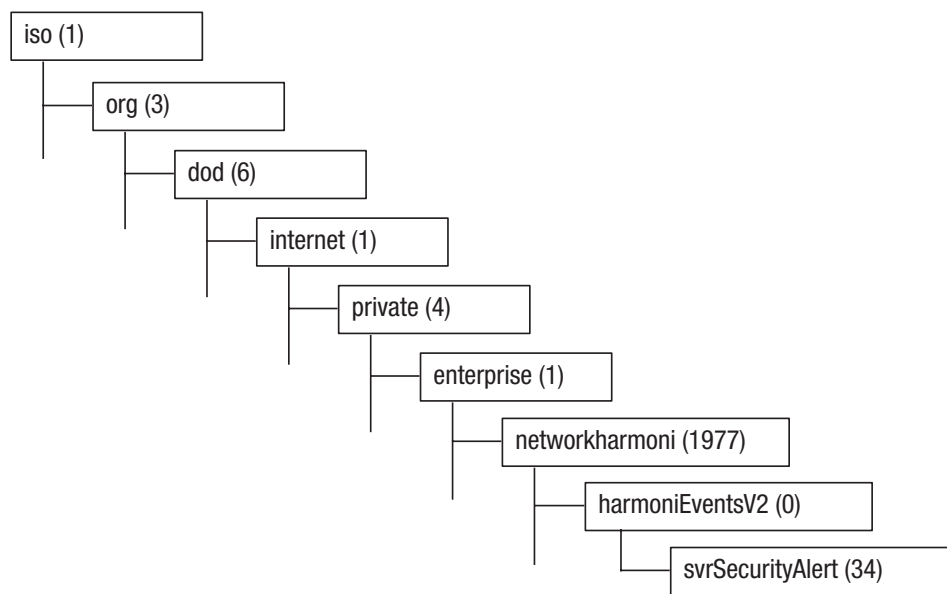 iso (1)
org (3)
dod (6)
internet (1)
private (4)
enterprise (1)
networkharmoni (1977)
harmoniEventsV2 (0)
svrSecurityAlert (34)